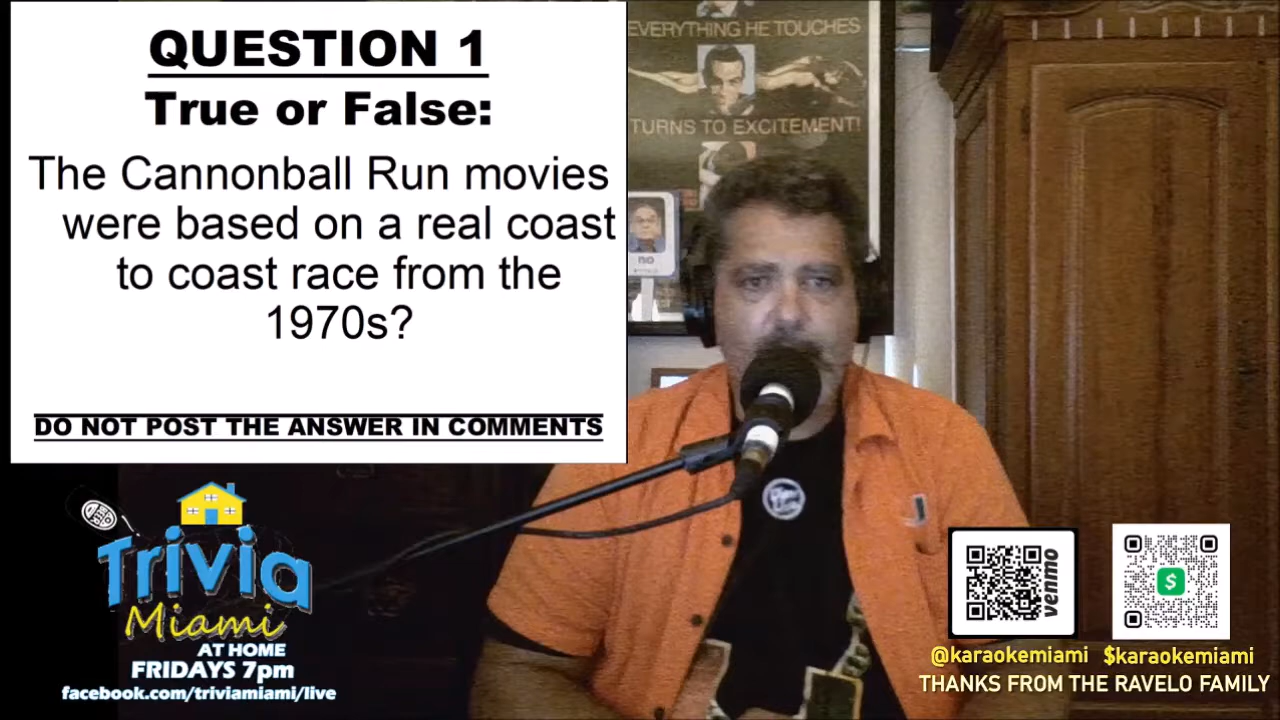 QUESTION 1
True or False:
The Cannonball Run movies
were based on a real coast
to coast race from the
1970s?
DO NOT POST THE ANSWER IN COMMENTS
EVERYTHING HE TOUCHES
TURNS TO EXCITEMENT!
no
Trivia
Miami
AT HOME
FRIDAYS 7pm
facebook.com/triviamiami/live
venmo
$
@karaokemiami $karaokemiami
THANKS FROM THE RAVELO FAMILY